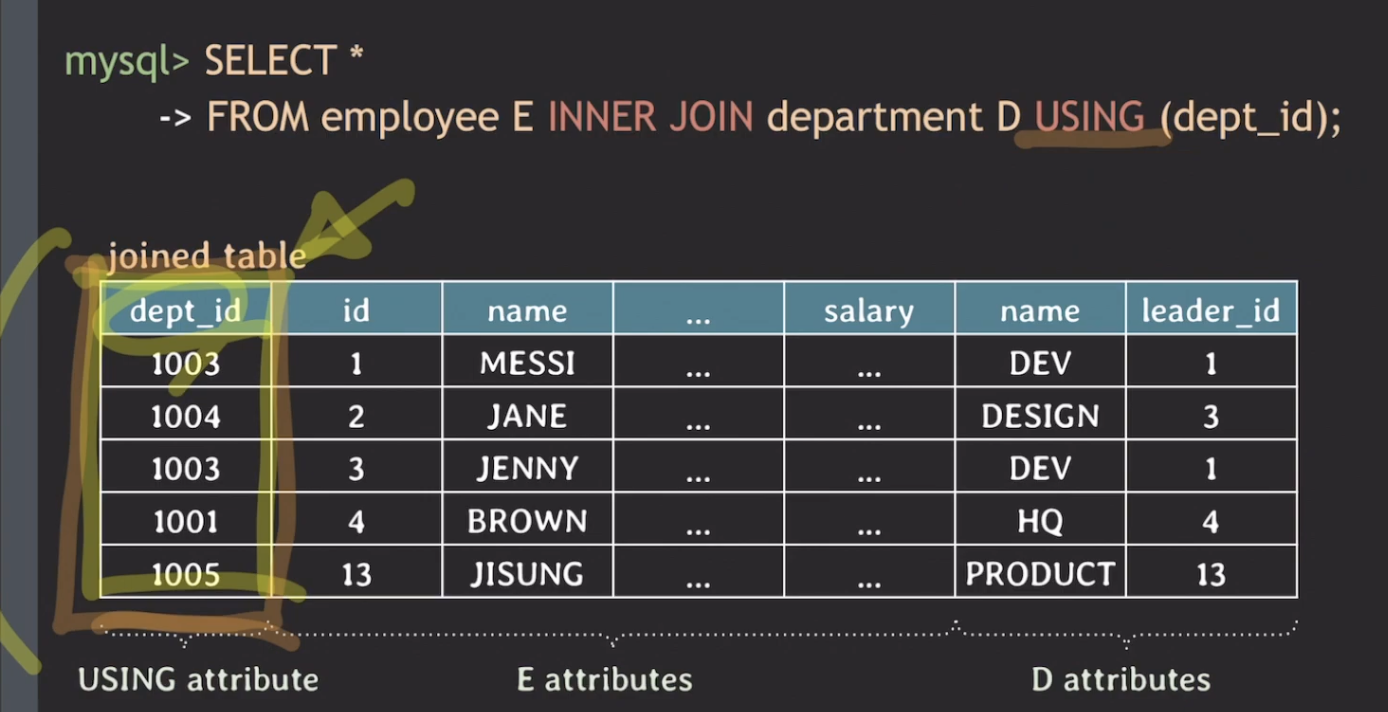 mysql> SELECT *
-> FROM employee E INNER JOIN department D USING (dept_id);
joined table
dept_id id name ... salary name leader_id
1003 1 MESSI ... ... DEV 1
1004 2 JANE ... ... DESIGN 3
1003 3 JENNY ... ... DEV 1
1001 4 BROWN ... ... HQ 4
1005 13 JISUNG ... ... PRODUCT 13
USING attribute E attributes D attributes